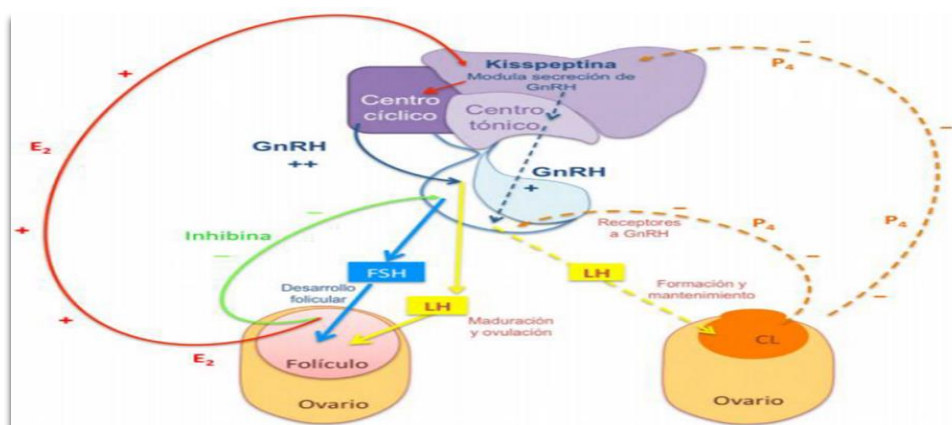 Kisspeptina
Modula secreción de
GnRH
Centro
cíclico
Centro
tónico
GnRH
++
GnRH
+
+
E2
+
+
E2
−
P4
−
P4
−
−
−
P4
−
Receptores
a GnRH
−
Inhibina
−
FSH
Desarrollo
folicular
LH
Maduración
y ovulación
LH
Formación y
mantenimiento
Folículo
Ovario
CL
Ovario